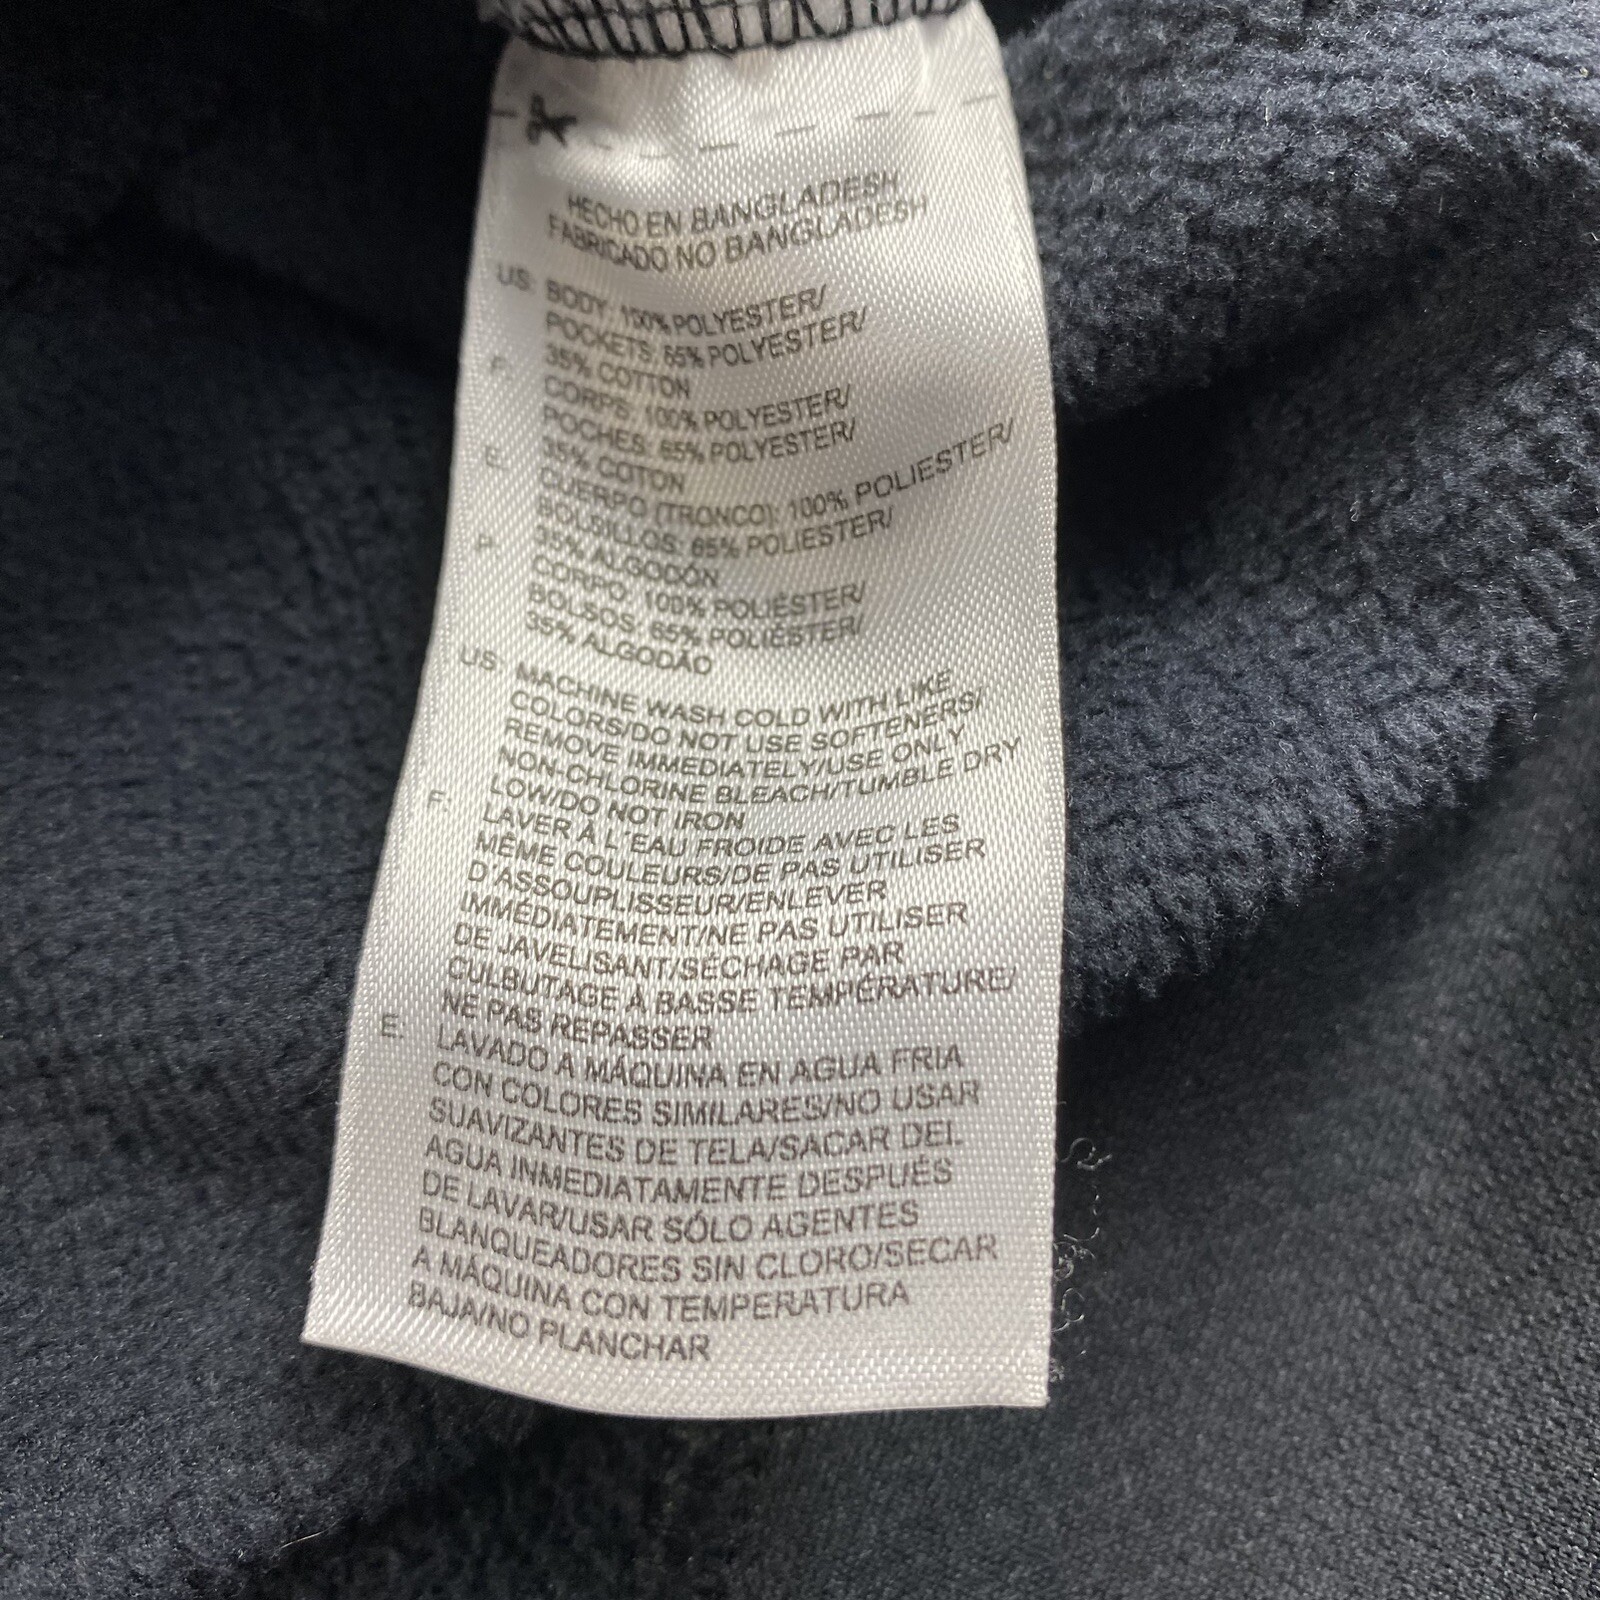 HECHO EN BANGLADESH
FABRICADO NO BANGLADESH
US: BODY: 100% POLYESTER/
POCKETS: 65% POLYESTER/
35% COTTON
F: CORPS: 100% POLYESTER/
POCHES: 65% POLYESTER/
35% COTON
E: CUERPO (TRONCO): 100% POLIESTER/
BOLSILLOS: 65% POLIESTER/
35% ALGODÓN
P: CORPO: 100% POLIÉSTER/
BOLSOS: 65% POLIÉSTER/
35% ALGODÃO
US: MACHINE WASH COLD WITH LIKE
COLORS/DO NOT USE SOFTENERS/
REMOVE IMMEDIATELY/USE ONLY
NON-CHLORINE BLEACH/TUMBLE DRY
LOW/DO NOT IRON
F: LAVER À L'EAU FROIDE AVEC LES
MÊME COULEURS/DE PAS UTILISER
D'ASSOUPLISSEUR/ENLEVER
IMMÉDIATEMENT/NE PAS UTILISER
DE JAVELISANT/SECHAGE PAR
CULBUTAGE À BASSE TEMPÉRATURE/
NE PAS REPASSER
E: LAVADO A MÁQUINA EN AGUA FRIA
CON COLORES SIMILARES/NO USAR
SUAVIZANTES DE TELA/SACAR DEL
AGUA INMEDIATAMENTE DESPUÉS
DE LAVAR/USAR SÓLO AGENTES
BLANQUEADORES SIN CLORO/SECAR
A MÁQUINA CON TEMPERATURA
BAJA/NO PLANCHAR